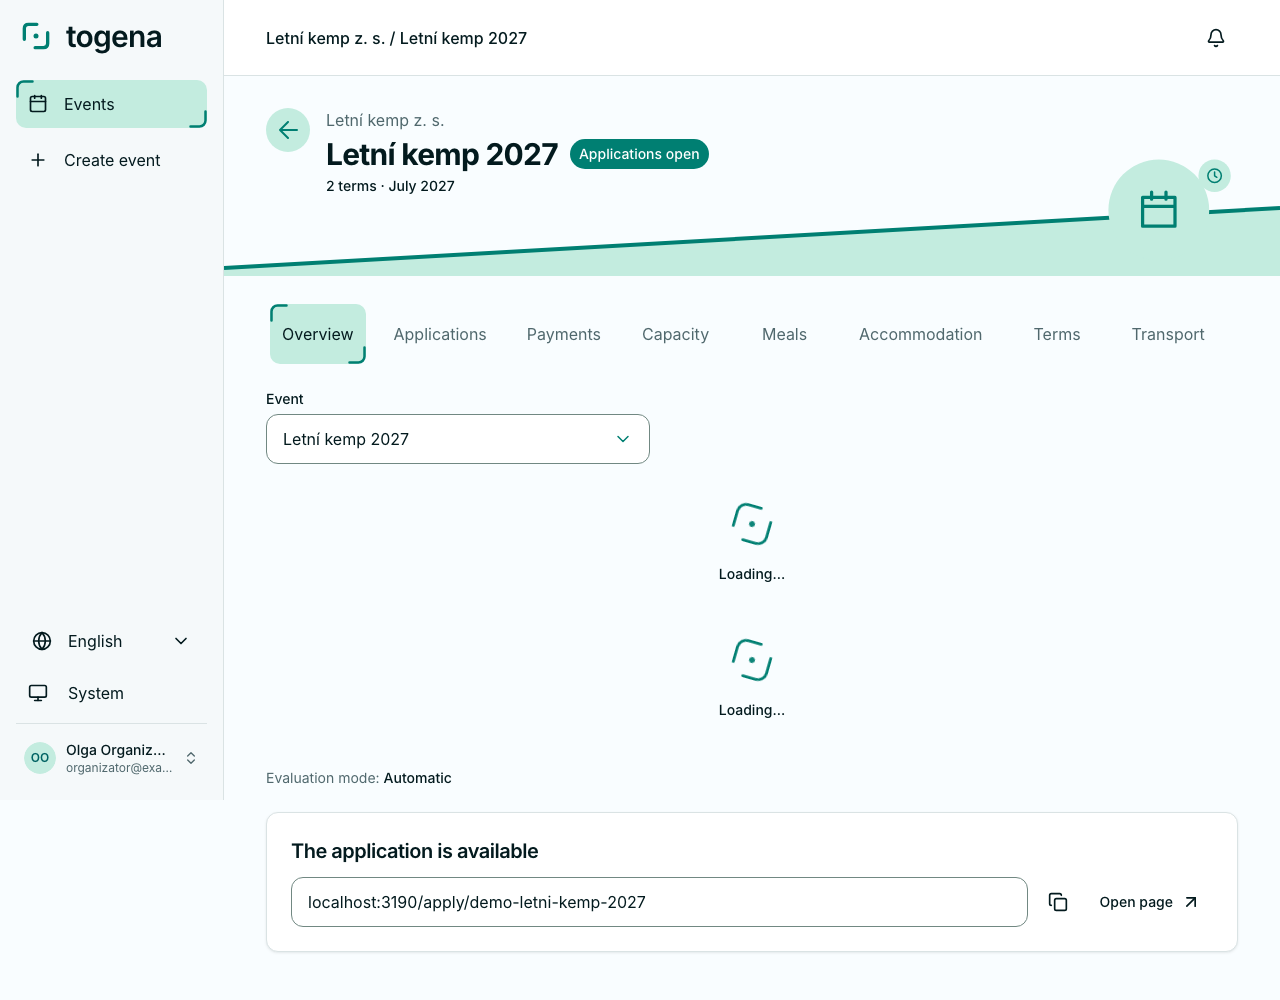 togena
Letní kemp z. s. / Letní kemp 2027
Events
Create event
Letní kemp z. s.
Letní kemp 2027
Applications open
2 terms · July 2027
Overview
Applications
Payments
Capacity
Meals
Accommodation
Terms
Transport
Event
Letní kemp 2027
Loading...
Loading...
English
System
OO
Olga Organiz...
organizator@exa...
Evaluation mode: Automatic
The application is available
localhost:3190/apply/demo-letni-kemp-2027
Open page